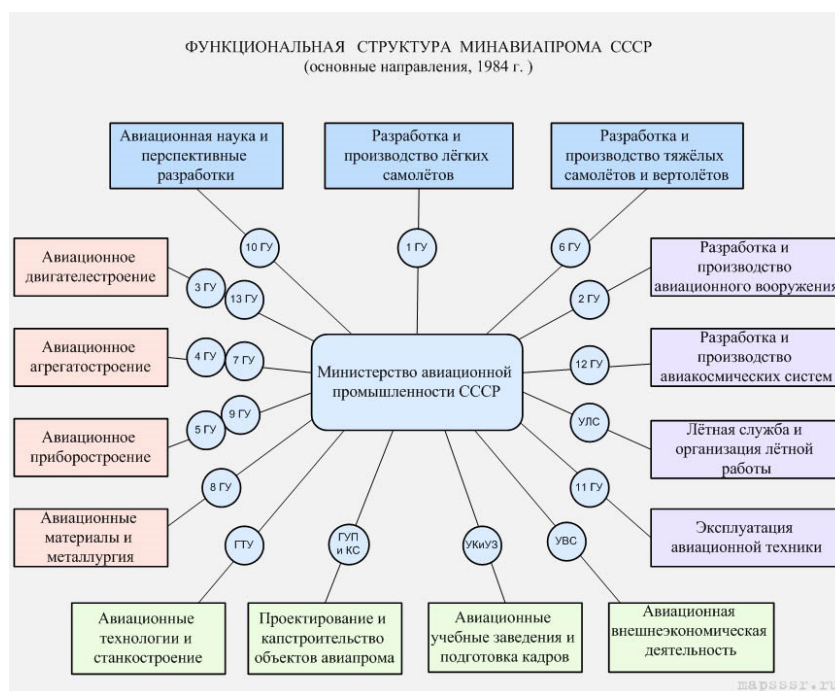 ФУНКЦИОНАЛЬНАЯ СТРУКТУРА МИНАВИАПРОМА СССР
(основные направления, 1984 г. )
Авиационная наука и
перспективные
разработки
Разработка и
производство лёгких
самолётов
Разработка и
производство тяжёлых
самолётов и вертолётов
10 ГУ
1 ГУ
6 ГУ
Авиационное
двигателестроение
3 ГУ
13 ГУ
2 ГУ
Разработка и
производство
авиационного вооружения
Авиационное
агрегатостроение
4 ГУ
7 ГУ
Министерство авиационной
промышленности СССР
12 ГУ
Разработка и
производство
авиакосмических систем
Авиационное
приборостроение
5 ГУ
9 ГУ
УЛС
Лётная служба и
организация лётной
работы
Авиационные
материалы и
металлургия
8 ГУ
11 ГУ
Эксплуатация
авиационной техники
ГТУ
ГУП
и КС
УКиУЗ
УВС
Авиационные
технологии и
станкостроение
Проектирование и
капстроительство
объектов авиапрома
Авиационные
учебные заведения и
подготовка кадров
Авиационная
внешнеэкономическая
деятельность
mapsssr.ru